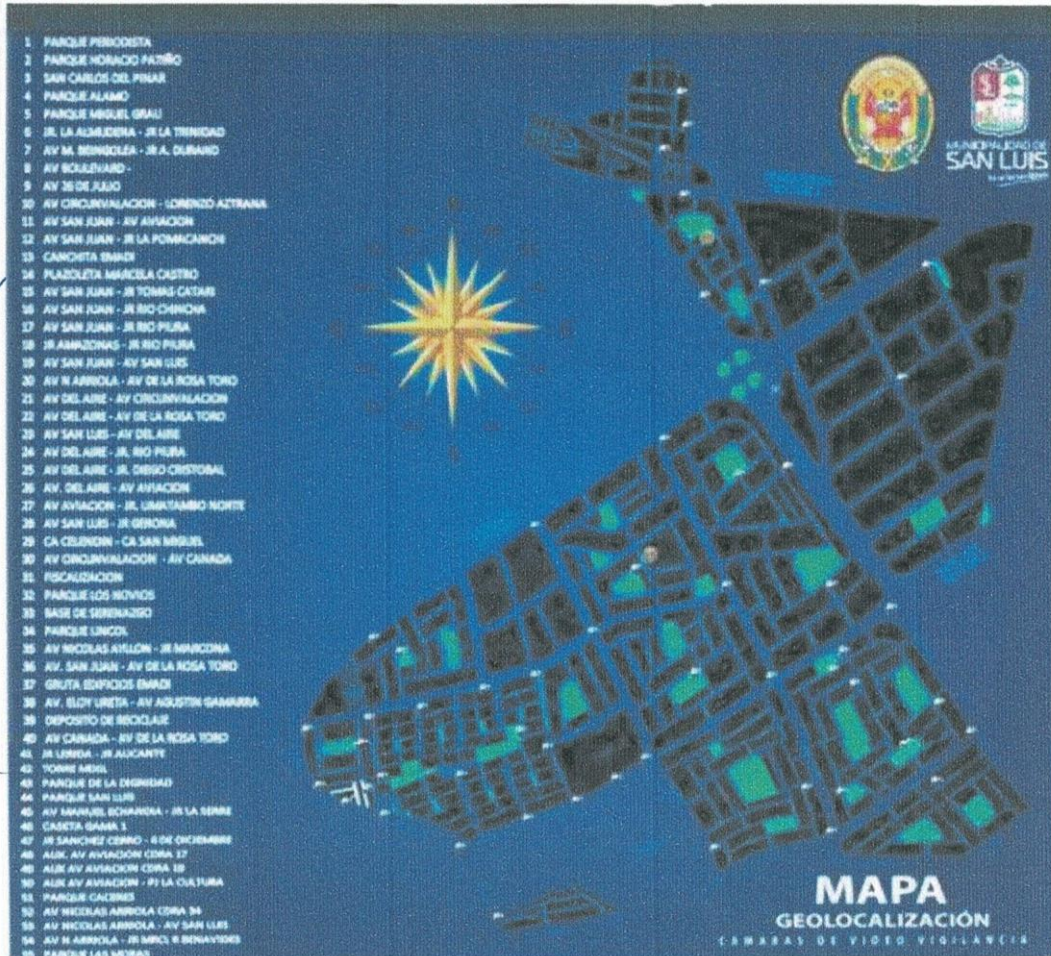 1 PARQUE PERIODISTA
2 PARQUE HORACIO PATIÑO
3 SAN CARLOS DEL PINAR
4 PARQUE ALAMO
5 PARQUE MIGUEL GRAU
6 JR. LA ALMUDENA - JR LA TRINIDAD
7 AV M. BEINGOLEA - JR A. DURAND
8 AV BOULEVARD -
9 AV 26 DE JULIO
10 AV CIRCUNVALACION - LORENZO AZTRANA
11 AV SAN JUAN - AV AVIACION
12 AV SAN JUAN - JR LA POMACANCHI
13 CANCHITA EMADI
14 PLAZOLETA MARCELA CASTRO
15 AV SAN JUAN - JR TOMAS CATARI
16 AV SAN JUAN - JR RIO CHINCHA
17 AV SAN JUAN - JR RIO PIURA
18 JR AMAZONAS - JR RIO PIURA
19 AV SAN JUAN - AV SAN LUIS
20 AV N ARRIOLA - AV DE LA ROSA TORO
21 AV DEL AIRE - AV CIRCUNVALACION
22 AV DEL AIRE - AV DE LA ROSA TORO
23 AV SAN LUIS - AV DEL AIRE
24 AV DEL AIRE - JR. RIO PIURA
25 AV DEL AIRE - JR. DIEGO CRISTOBAL
26 AV. DEL AIRE - AV AVIACION
27 AV AVIACION - JR. LIMATAMBO NORTE
28 AV SAN LUIS - JR GERONA
29 CA CELENDIN - CA SAN MIGUEL
30 AV CIRCUNVALACION - AV CANADA
31 FISCALIZACION
32 PARQUE LOS NOVIOS
33 BASE DE SERENAZGO
34 PARQUE LINCOL
35 AV NICOLAS AYLLON - JR MARCONA
36 AV. SAN JUAN - AV DE LA ROSA TORO
37 GRUTA EDIFICIOS EMADI
38 AV. ELOY URETA - AV AGUSTIN GAMARRA
39 DEPOSITO DE RECICLAJE
40 AV CANADA - AV DE LA ROSA TORO
41 JR LERIDA - JR ALICANTE
42 TORRE
43 PARQUE DE LA DIGNIDAD
44 PARQUE SAN LUIS
45 AV MANUEL ECHANDIA - JR LA
46 CASETA GAMA 1
47 JR SANCHEZ CERRO - 6 DE DICIEMBRE
48 AUX. AV AVIACION CDRA 17
49 AUX AV AVIACION CDRA 18
50 AUX AV AVIACION - PJ LA CULTURA
51 PARQUE CACERES
52 AV NICOLAS ARRIOLA CDRA 34
53 AV NICOLAS ARRIOLA - AV SAN LUIS
54 AV N ARRIOLA - JR MRCL R BENAVIDES
55 PARQUE LAS MORAS
MUNICIPALIDAD DE
SAN LUIS
MAPA
GEOLOCALIZACIÓN
CAMARAS DE VIDEO VIGILANCIA